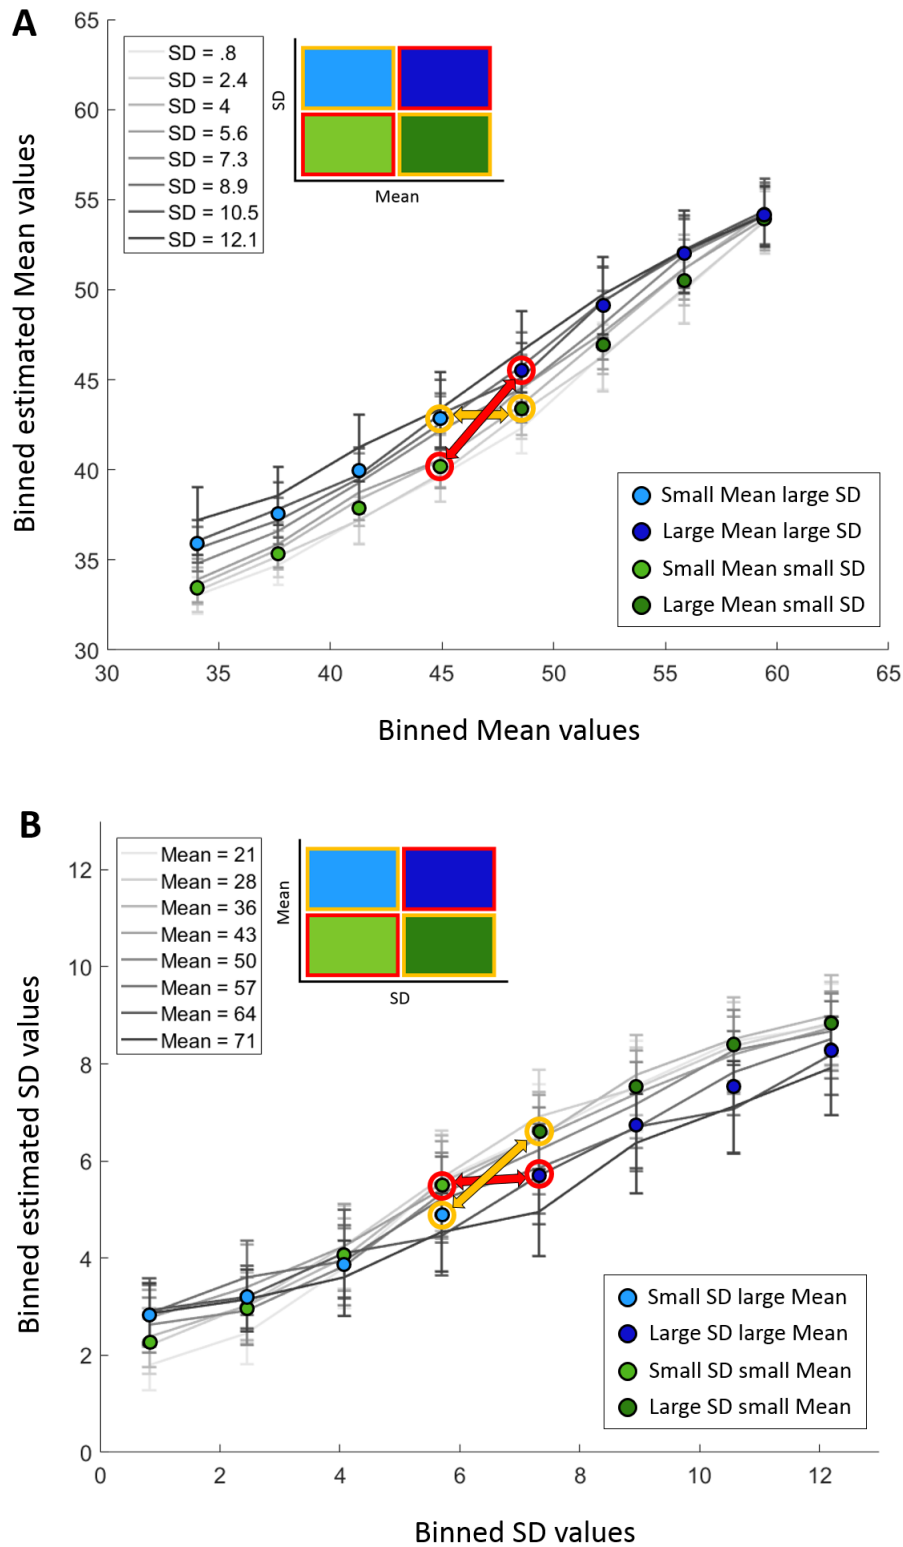 A
65
60
55
50
45
40
35
30
30
35
40
45
50
55
60
65
Binned estimated Mean values
Binned Mean values
SD = .8
SD = 2.4
SD = 4
SD = 5.6
SD = 7.3
SD = 8.9
SD = 10.5
SD = 12.1
SD
Mean
Small Mean large SD
Large Mean large SD
Small Mean small SD
Large Mean small SD
B
12
10
8
6
4
2
0
0
2
4
6
8
10
12
Binned estimated SD values
Binned SD values
Mean = 21
Mean = 28
Mean = 36
Mean = 43
Mean = 50
Mean = 57
Mean = 64
Mean = 71
Mean
SD
Small SD large Mean
Large SD large Mean
Small SD small Mean
Large SD small Mean